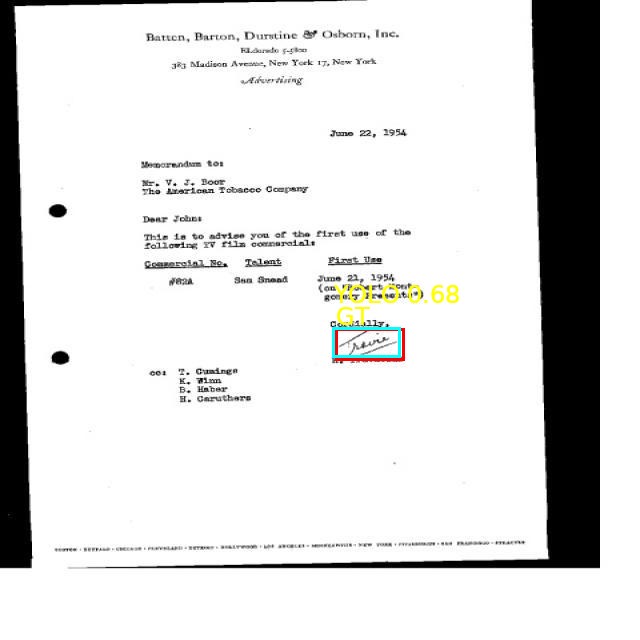 Batten, Barton, Durstine & Osborn, Inc.
ELdorado 5-5800
383 Madison Avenue, New York 17, New York
Advertising
June 22, 1954
Memorandum to:
Mr. V. J. Boor
The American Tobacco Company
Dear John:
This is to advise you of the first use of the
following TV film commercial:
Commercial No. Talent First Use
#82A Sam Snead June 21, 1954
(on "Robert Mont-
gomery Presents")
YOLO 0.68
GT
Cordially,
Travie
cc: T. Cumings
K. Winn
B. Haber
H. Caruthers
BOSTON · BUFFALO · CHICAGO · CLEVELAND · DETROIT · HOLLYWOOD · LOS ANGELES · MINNEAPOLIS · NEW YORK · PITTSBURGH · SAN FRANCISCO · SYRACUSE